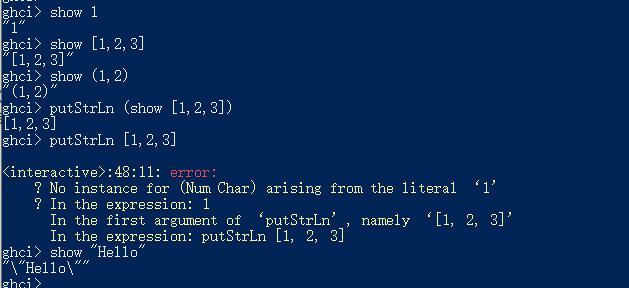 ghci> show 1
"1"
ghci> show [1,2,3]
"[1,2,3]"
ghci> show (1,2)
"(1,2)"
ghci> putStrLn (show [1,2,3])
[1,2,3]
ghci> putStrLn [1,2,3]
<interactive>:48:11: error:
? No instance for (Num Char) arising from the literal ‘1’
? In the expression: 1
In the first argument of ‘putStrLn’, namely ‘[1, 2, 3]’
In the expression: putStrLn [1, 2, 3]
ghci> show "Hello"
"\"Hello\""
ghci>